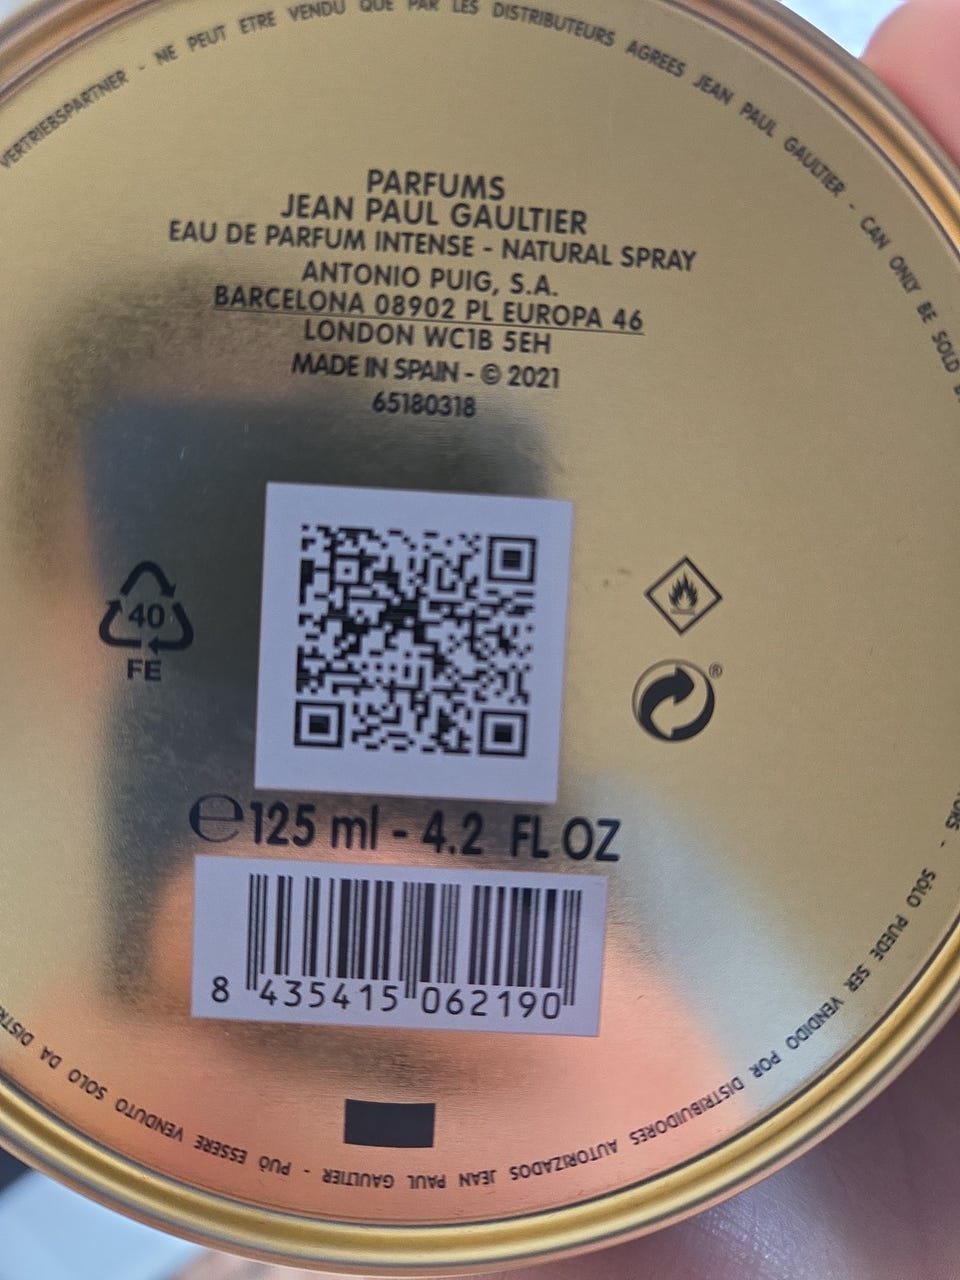 VERTRIEBSPARTNER - NE PEUT ETRE VENDU QUE PAR LES DISTRIBUTEURS AGREES JEAN PAUL GAULTIER - CAN ONLY BE SOLD
PARFUMS
JEAN PAUL GAULTIER
EAU DE PARFUM INTENSE - NATURAL SPRAY
ANTONIO PUIG, S.A.
BARCELONA 08902 PL EUROPA 46
LONDON WC1B 5EH
MADE IN SPAIN - © 2021
65180318
40
FE
®
℮ 125 ml - 4.2 FL OZ
8 435415 062190
- SÓLO PUEDE SER VENDIDO POR DISTRIBUIDORES AUTORIZADOS JEAN PAUL GAULTIER - PUÒ ESSERE VENDUTO SOLO DA